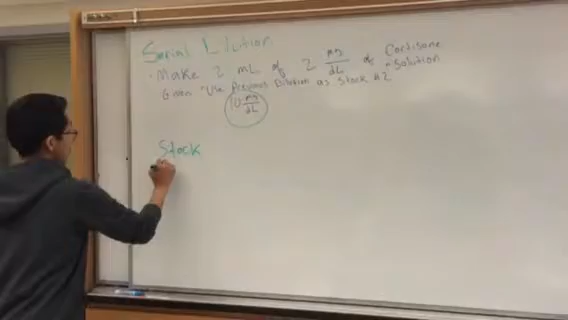 Serial Dilution
• Make 2 mL of 2 mg/dL of Cortisone Solution
Given • Use Previous Dilution as Stock #2
10 mg/dL
Stock